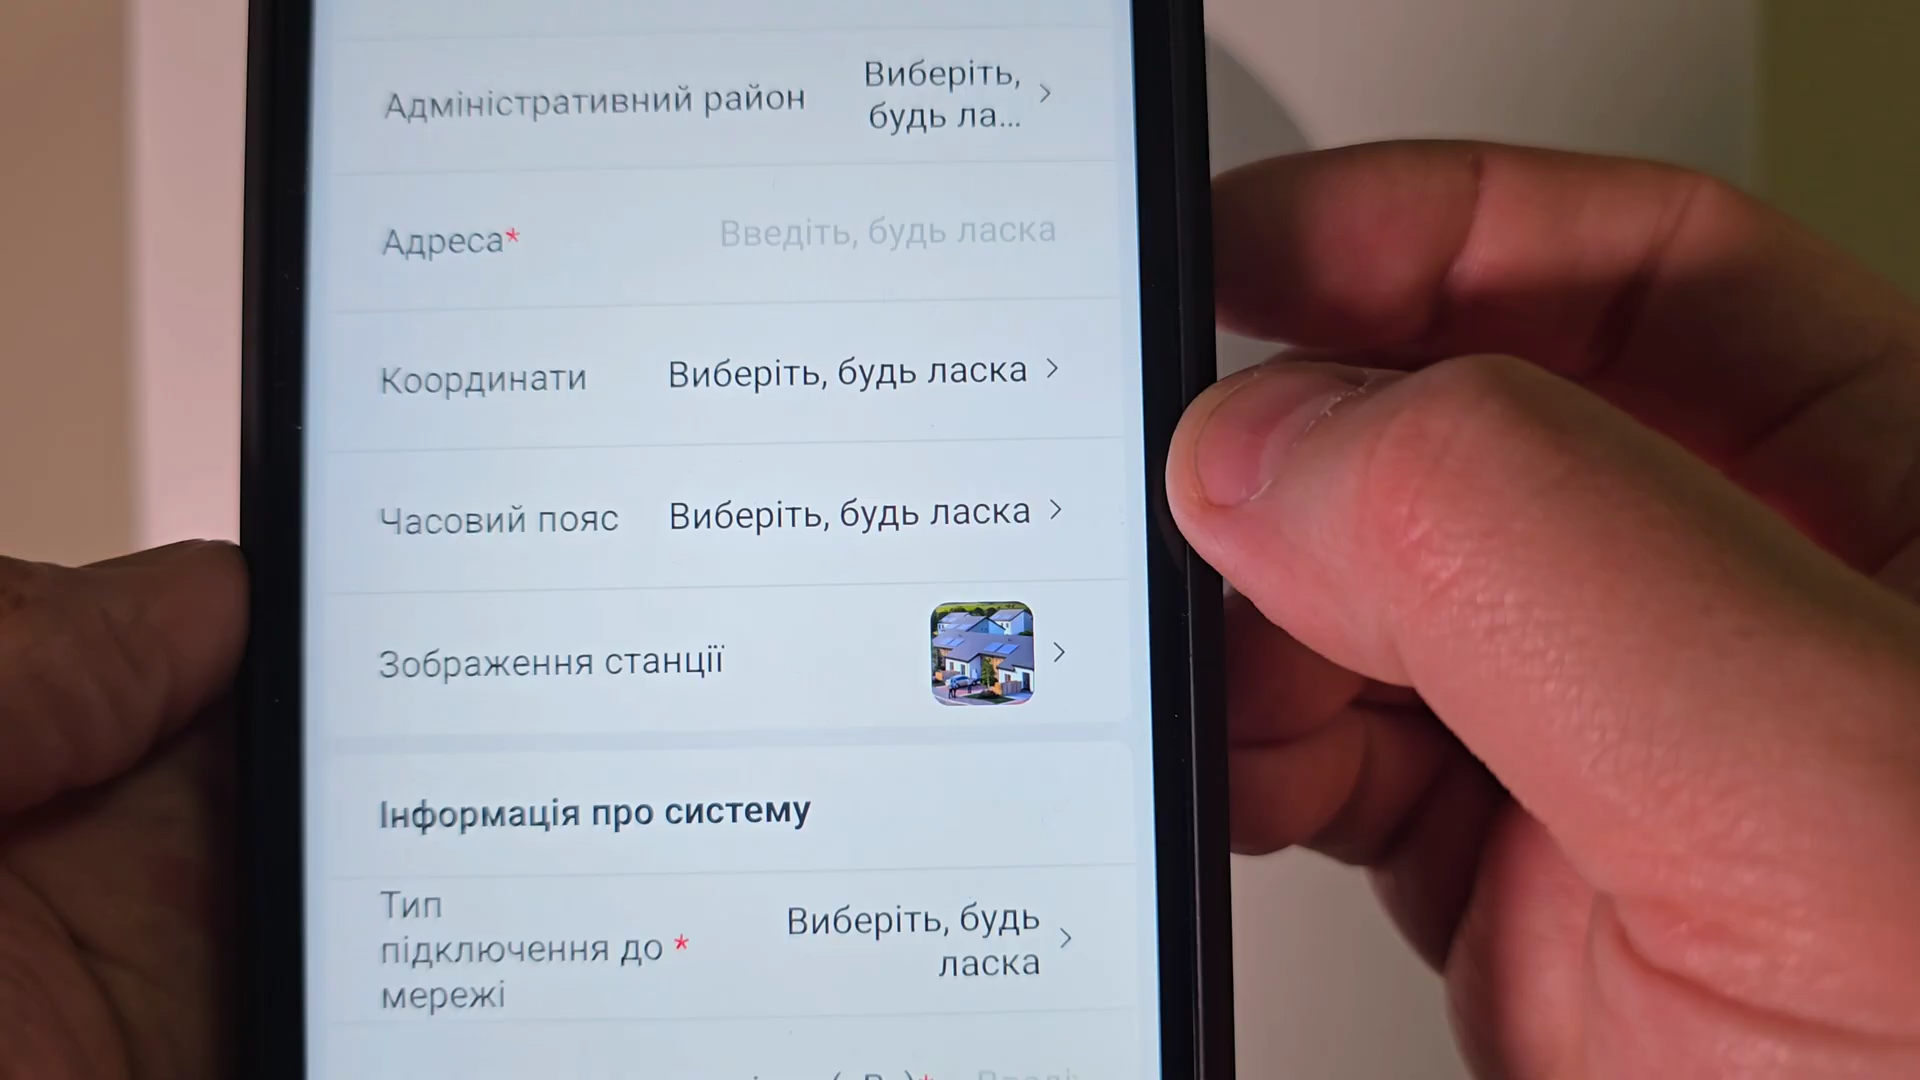 Адміністративний район
Виберіть,
будь ла...
Адреса*
Введіть, будь ласка
Координати
Виберіть, будь ласка
Часовий пояс
Виберіть, будь ласка
Зображення станції
Інформація про систему
Тип
підключення до *
мережі
Виберіть, будь
ласка